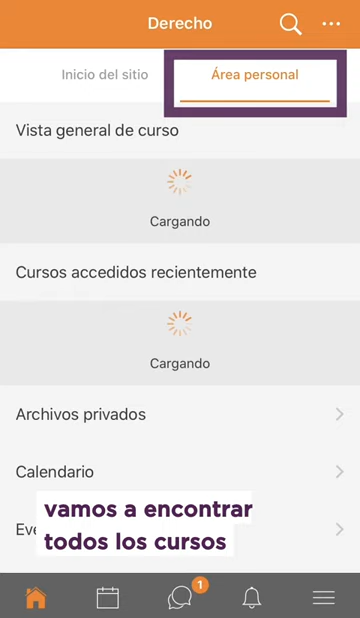 Derecho
Inicio del sitio
Área personal
Vista general de curso
Cargando
Cursos accedidos recientemente
Cargando
Archivos privados
Calendario
vamos a encontrar
todos los cursos
1